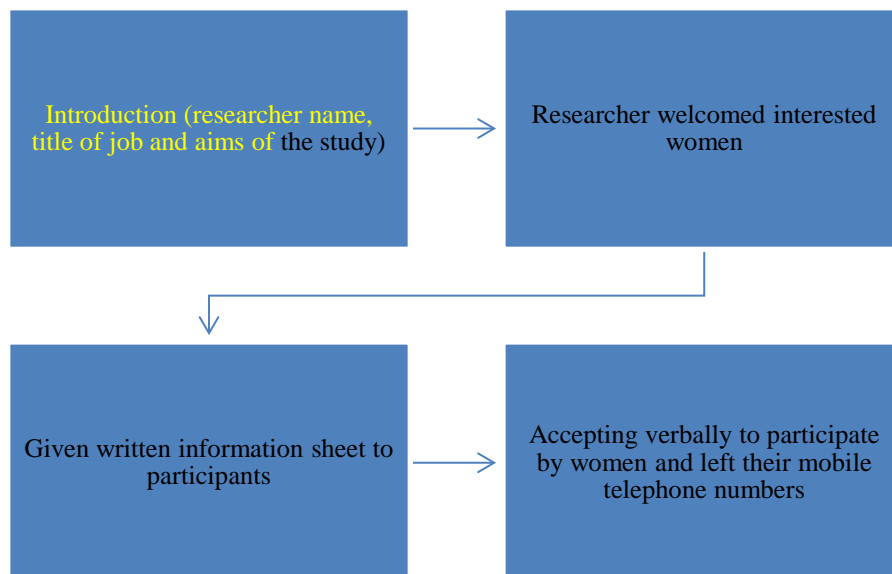 Introduction (researcher name,
title of job and aims of the study)
Researcher welcomed interested
women
Given written information sheet to
participants
Accepting verbally to participate
by women and left their mobile
telephone numbers